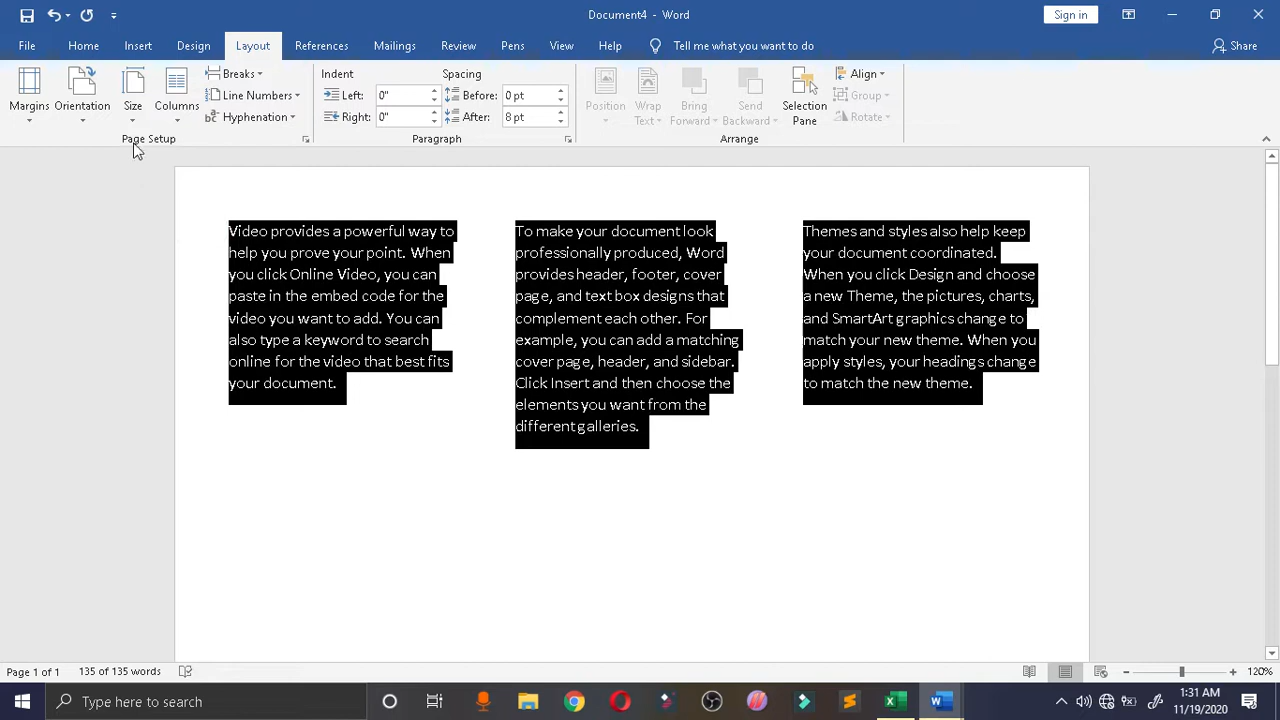 Document4 - Word
Sign in
File Home Insert Design Layout References Mailings Review Pens View Help Tell me what you want to do Share
Margins Orientation Size Columns
Breaks
Line Numbers
Hyphenation
Page Setup
Indent Spacing
Left: 0" Before: 0 pt
Right: 0" After: 8 pt
Paragraph
Position Wrap Text Bring Forward Send Backward Selection Pane
Align
Group
Rotate
Arrange
Video provides a powerful way to
help you prove your point. When
you click Online Video, you can
paste in the embed code for the
video you want to add. You can
also type a keyword to search
online for the video that best fits
your document.
To make your document look
professionally produced, Word
provides header, footer, cover
page, and text box designs that
complement each other. For
example, you can add a matching
cover page, header, and sidebar.
Click Insert and then choose the
elements you want from the
different galleries.
Themes and styles also help keep
your document coordinated.
When you click Design and choose
a new Theme, the pictures, charts,
and SmartArt graphics change to
match your new theme. When you
apply styles, your headings change
to match the new theme.
Page 1 of 1 135 of 135 words 120%
Type here to search
1:31 AM
11/19/2020